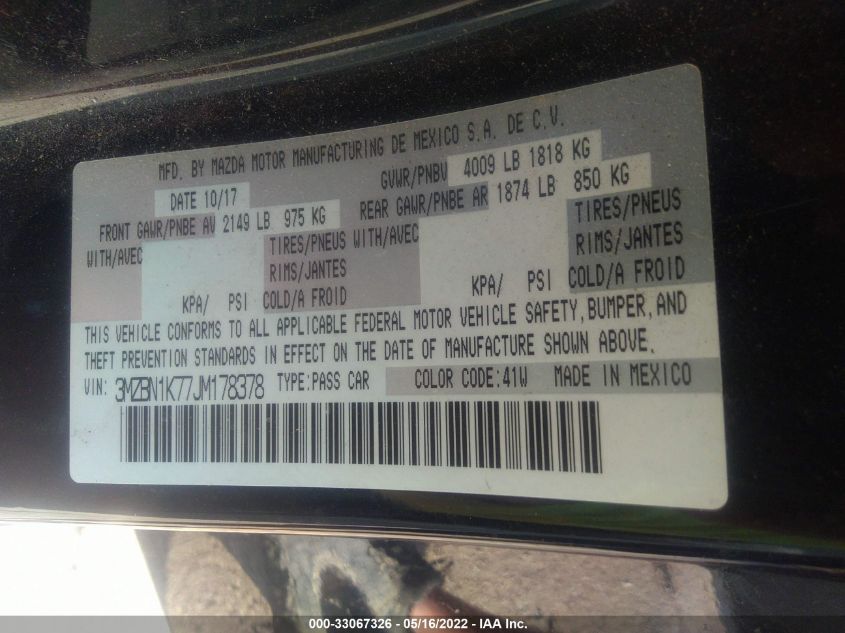 MFD. BY MAZDA MOTOR MANUFACTURING DE MEXICO S.A. DE C.V.
DATE 10/17 GVWR/PNBV 4009 LB 1818 KG
FRONT GAWR/PNBE AV 2149 LB 975 KG REAR GAWR/PNBE AR 1874 LB 850 KG
WITH/AVEC TIRES/PNEUS WITH/AVEC TIRES/PNEUS
RIMS/JANTES RIMS/JANTES
KPA/ PSI COLD/A FROID KPA/ PSI COLD/A FROID
THIS VEHICLE CONFORMS TO ALL APPLICABLE FEDERAL MOTOR VEHICLE SAFETY, BUMPER, AND
THEFT PREVENTION STANDARDS IN EFFECT ON THE DATE OF MANUFACTURE SHOWN ABOVE.
VIN: 3MZBN1K77JM178378 TYPE:PASS CAR COLOR CODE:41W MADE IN MEXICO
000-33067326 - 05/16/2022 - IAA Inc.